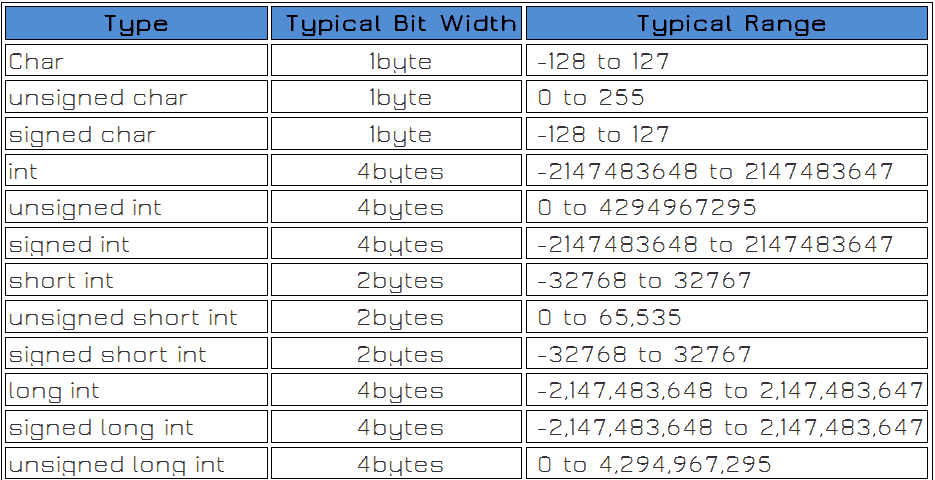 Type Typical Bit Width Typical Range
Char 1byte -128 to 127
unsigned char 1byte 0 to 255
signed char 1byte -128 to 127
int 4bytes -2147483648 to 2147483647
unsigned int 4bytes 0 to 4294967295
signed int 4bytes -2147483648 to 2147483647
short int 2bytes -32768 to 32767
unsigned short int 2bytes 0 to 65,535
signed short int 2bytes -32768 to 32767
long int 4bytes -2,147,483,648 to 2,147,483,647
signed long int 4bytes -2,147,483,648 to 2,147,483,647
unsigned long int 4bytes 0 to 4,294,967,295